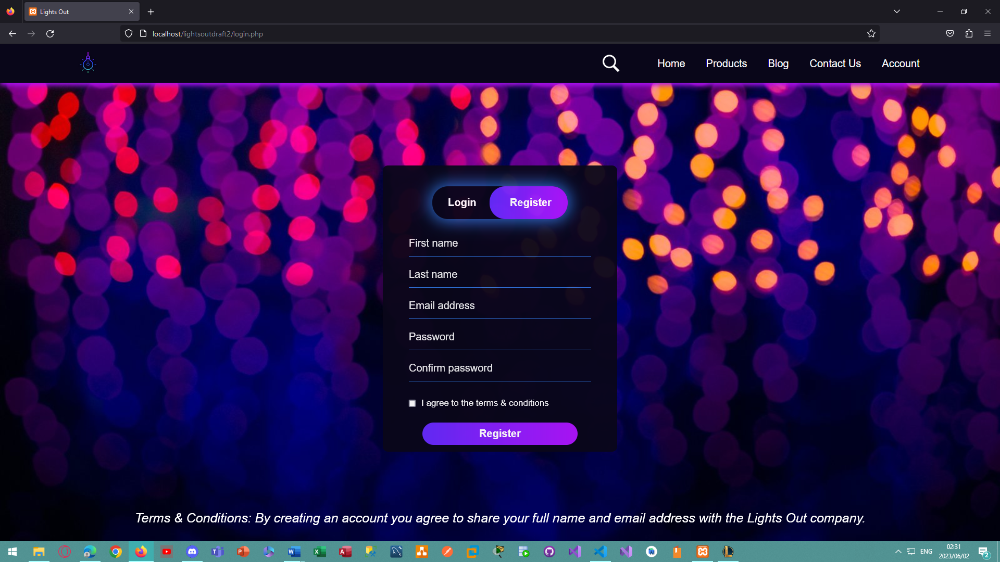 Lights Out
localhost/lightsoutdraft2/login.php
Home Products Blog Contact Us Account
Login Register
First name
Last name
Email address
Password
Confirm password
I agree to the terms & conditions
Register
Terms & Conditions: By creating an account you agree to share your full name and email address with the Lights Out company.
ENG
02:31
2023/06/02
2